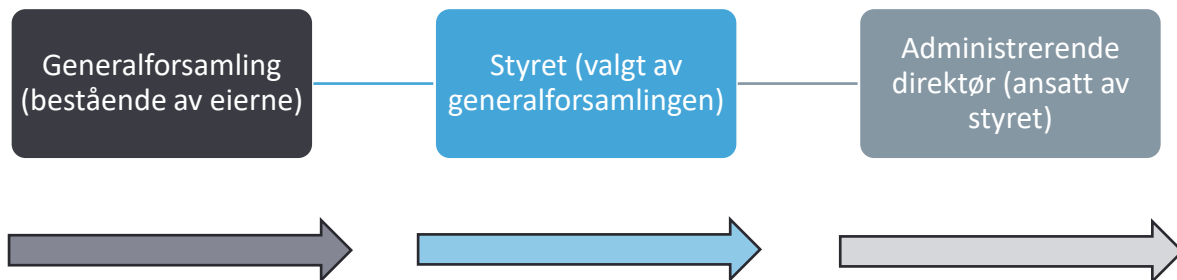 Generalforsamling
(bestående av eierne)
Styret (valgt av
generalforsamlingen)
Administrerende
direktør (ansatt av
styret)